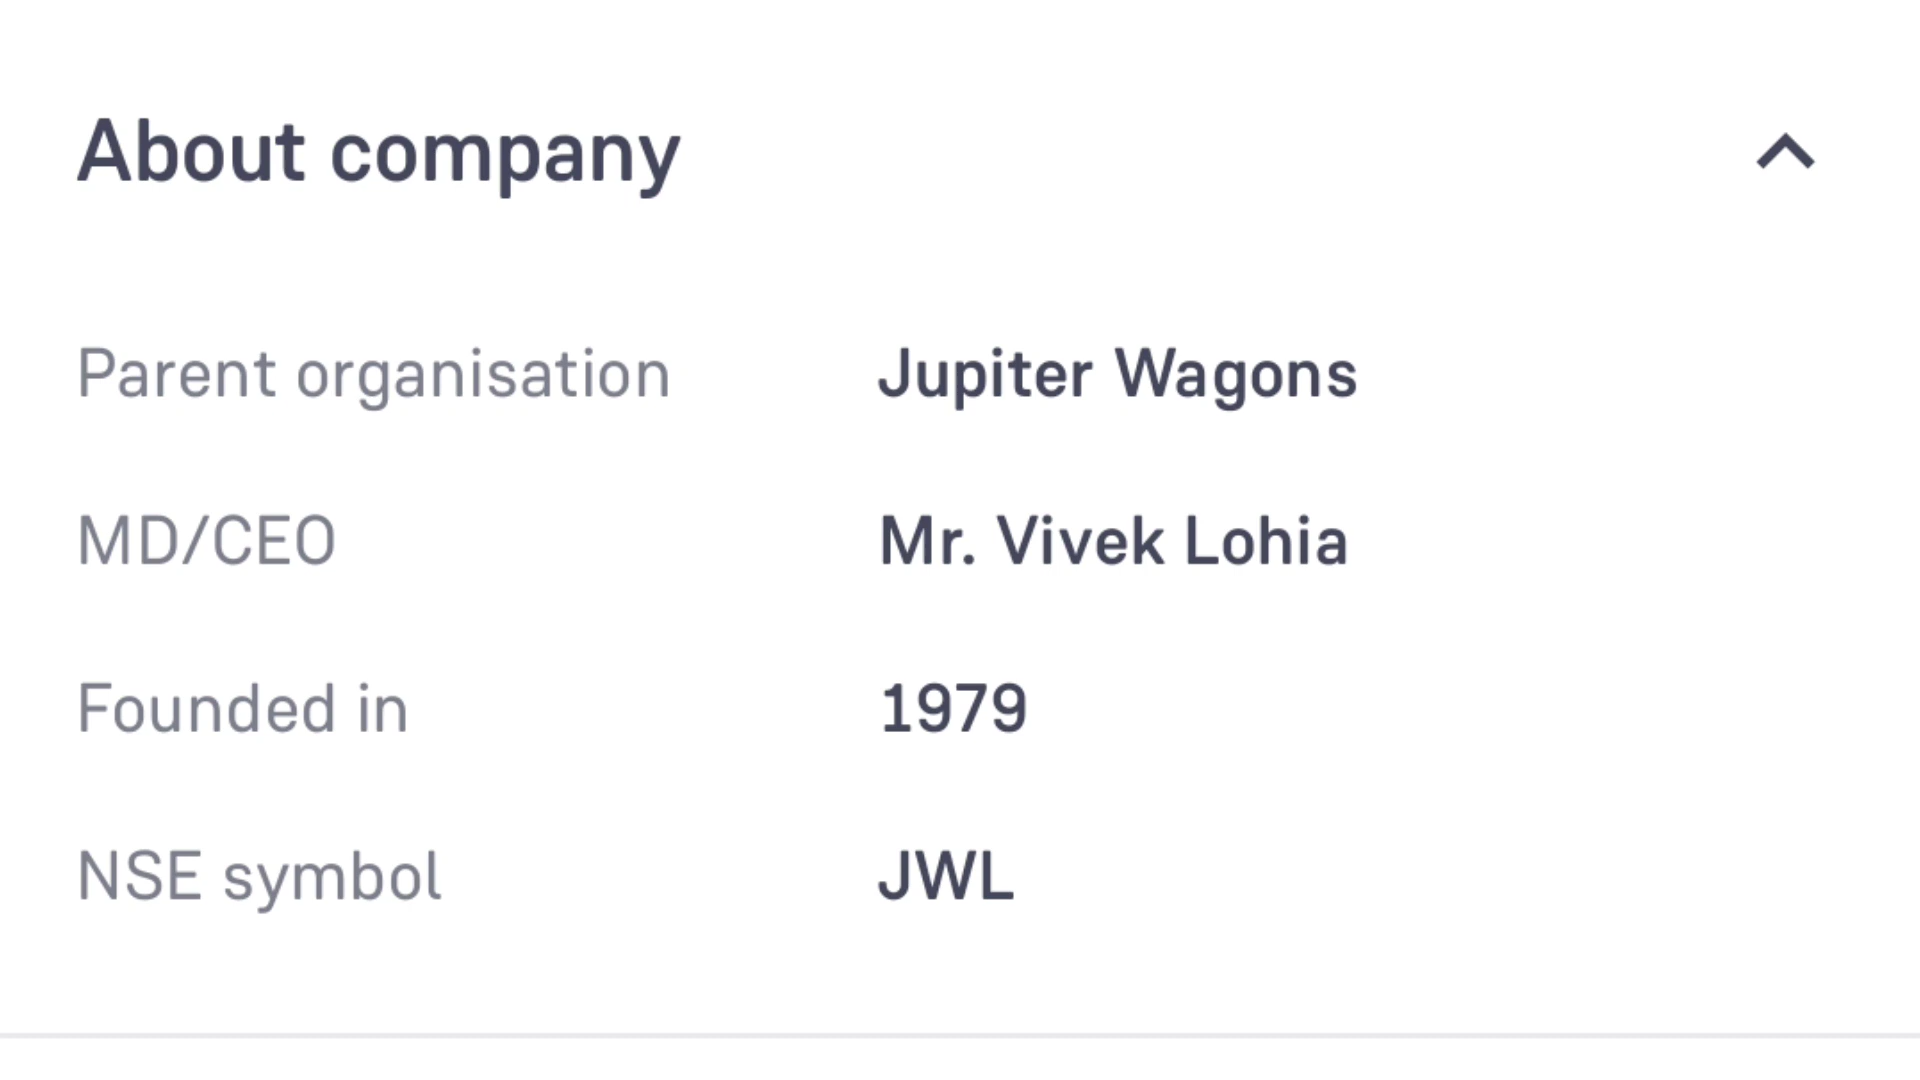 About company
Parent organisation Jupiter Wagons
MD/CEO Mr. Vivek Lohia
Founded in 1979
NSE symbol JWL